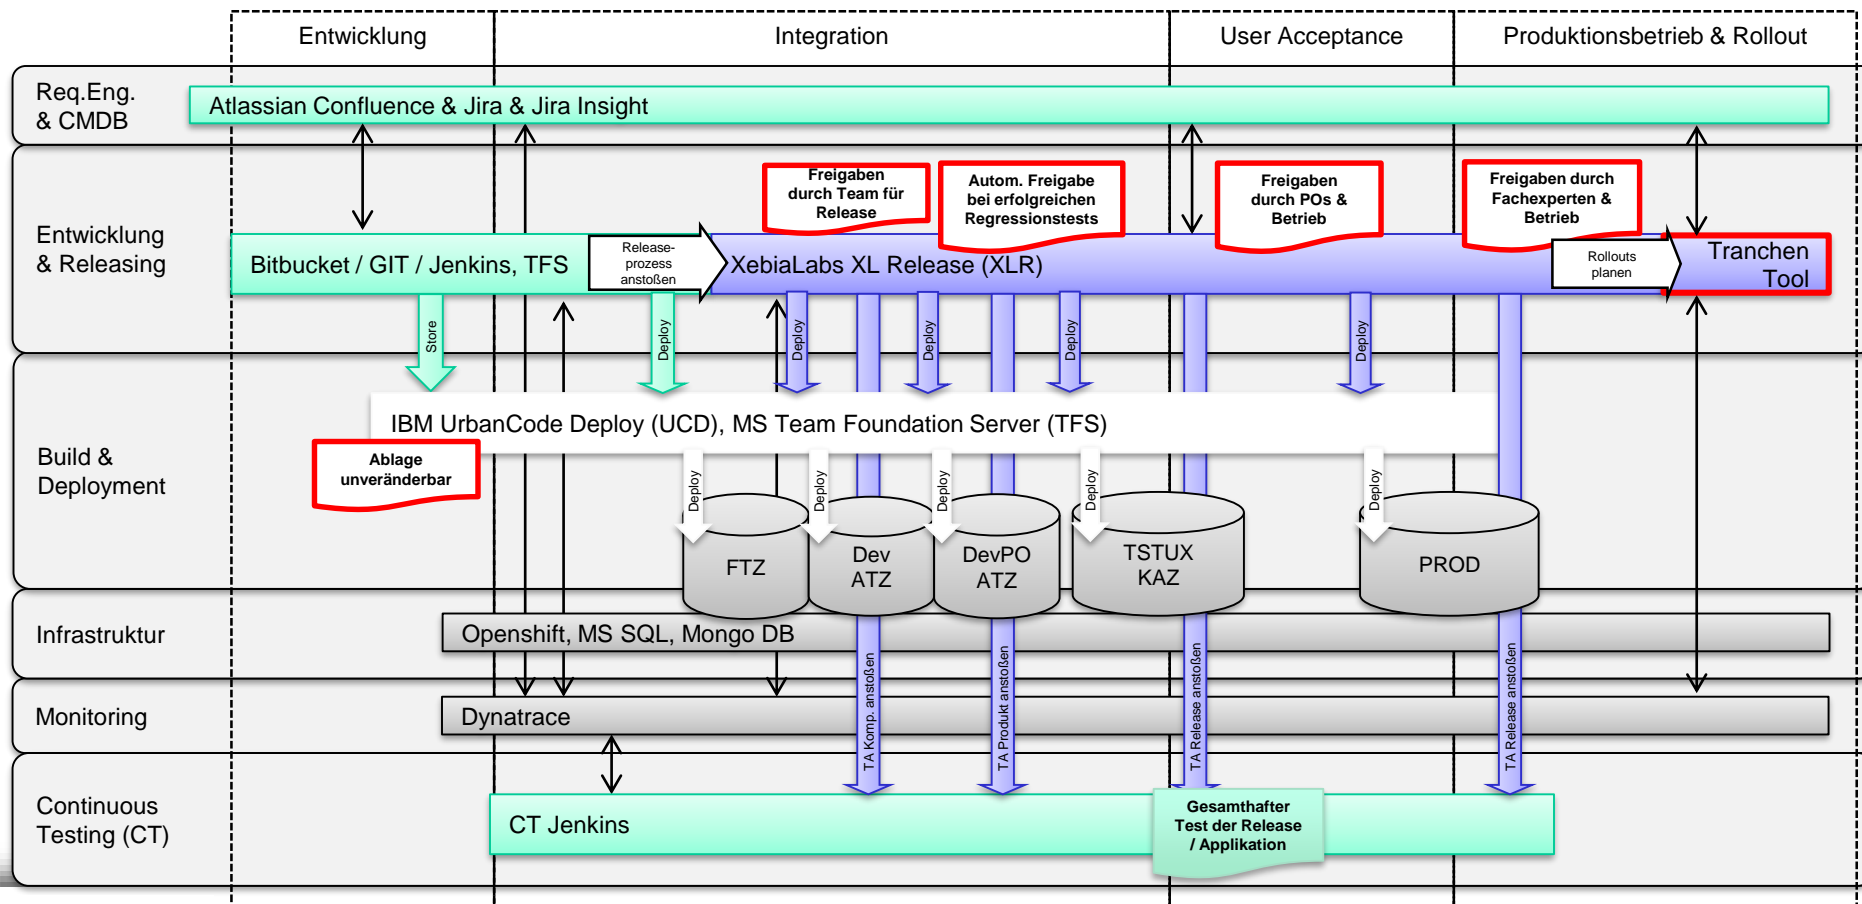 Entwicklung
Integration
User Acceptance
Produktionsbetrieb & Rollout
Req.Eng.
& CMDB
Atlassian Confluence & Jira & Jira Insight
Freigaben
durch Team für
Release
Autom. Freigabe
bei erfolgreichen
Regressionstests
Freigaben
durch POs &
Betrieb
Freigaben durch
Fachexperten &
Betrieb
Entwicklung
& Releasing
Bitbucket / GIT / Jenkins, TFS
Release-
prozess
anstoßen
XebiaLabs XL Release (XLR)
Rollouts
planen
Tranchen
Tool
Store
Deploy
Deploy
Deploy
Deploy
Deploy
Build &
Deployment
IBM UrbanCode Deploy (UCD), MS Team Foundation Server (TFS)
Ablage
unveränderbar
Deploy
Deploy
Deploy
Deploy
Deploy
FTZ
Dev
ATZ
DevPO
ATZ
TSTUX
KAZ
PROD
Infrastruktur
Openshift, MS SQL, Mongo DB
Monitoring
Dynatrace
TA Komp. anstoßen
TA Produkt anstoßen
TA Release anstoßen
TA Release anstoßen
Continuous
Testing (CT)
CT Jenkins
Gesamthafter
Test der Release
/ Applikation